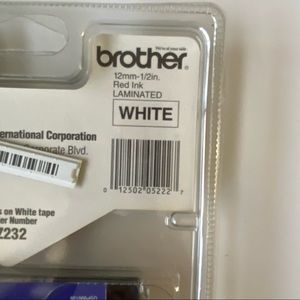 brother
12mm-1/2in.
Red Ink
LAMINATED
WHITE
ernational Corporation
orporate Blvd.
0 12502 05222 7
s on White tape
er Number
Z232